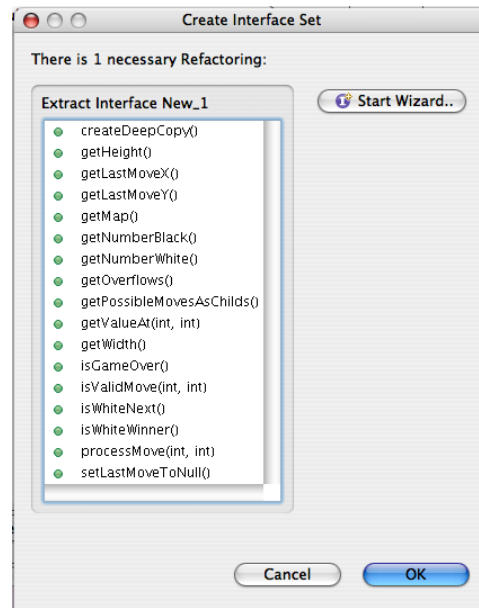 Create Interface Set
There is 1 necessary Refactoring:
Extract Interface New_1
Start Wizard..
createDeepCopy()
getHeight()
getLastMoveX()
getLastMoveY()
getMap()
getNumberBlack()
getNumberWhite()
getOverflows()
getPossibleMovesAsChilds()
getValueAt(int, int)
getWidth()
isGameOver()
isValidMove(int, int)
isWhiteNext()
isWhiteWinner()
processMove(int, int)
setLastMoveToNull()
Cancel
OK